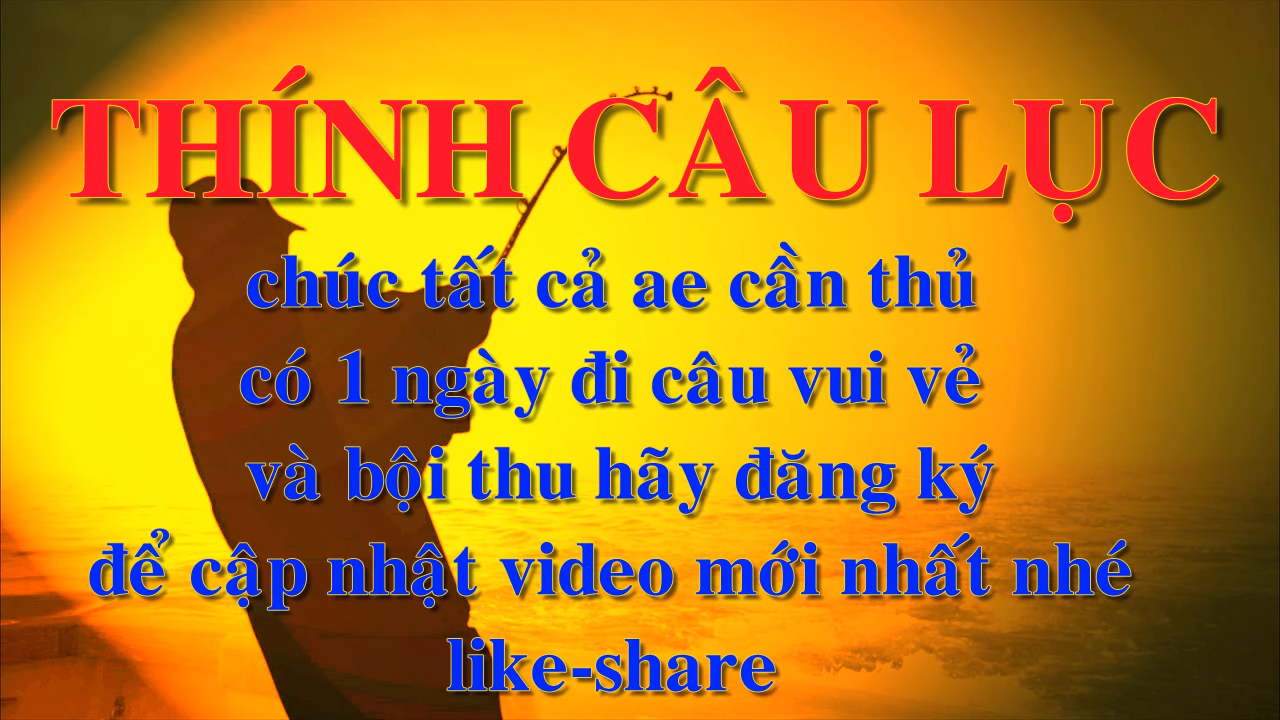 THÍNH CÂU LỤC
chúc tất cả ae cần thủ
có 1 ngày đi câu vui vẻ
và bội thu hãy đăng ký
để cập nhật video mới nhất nhé
like-share